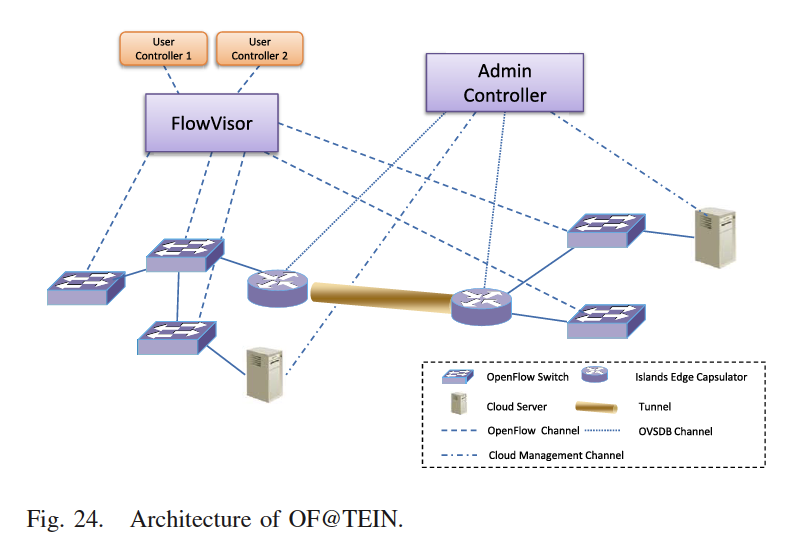 User
Controller 1
User
Controller 2
Admin
Controller
FlowVisor
OpenFlow Switch
Islands Edge Capsulator
Cloud Server
Tunnel
OpenFlow Channel
OVSDB Channel
Cloud Management Channel
Fig. 24. Architecture of OF@TEIN.